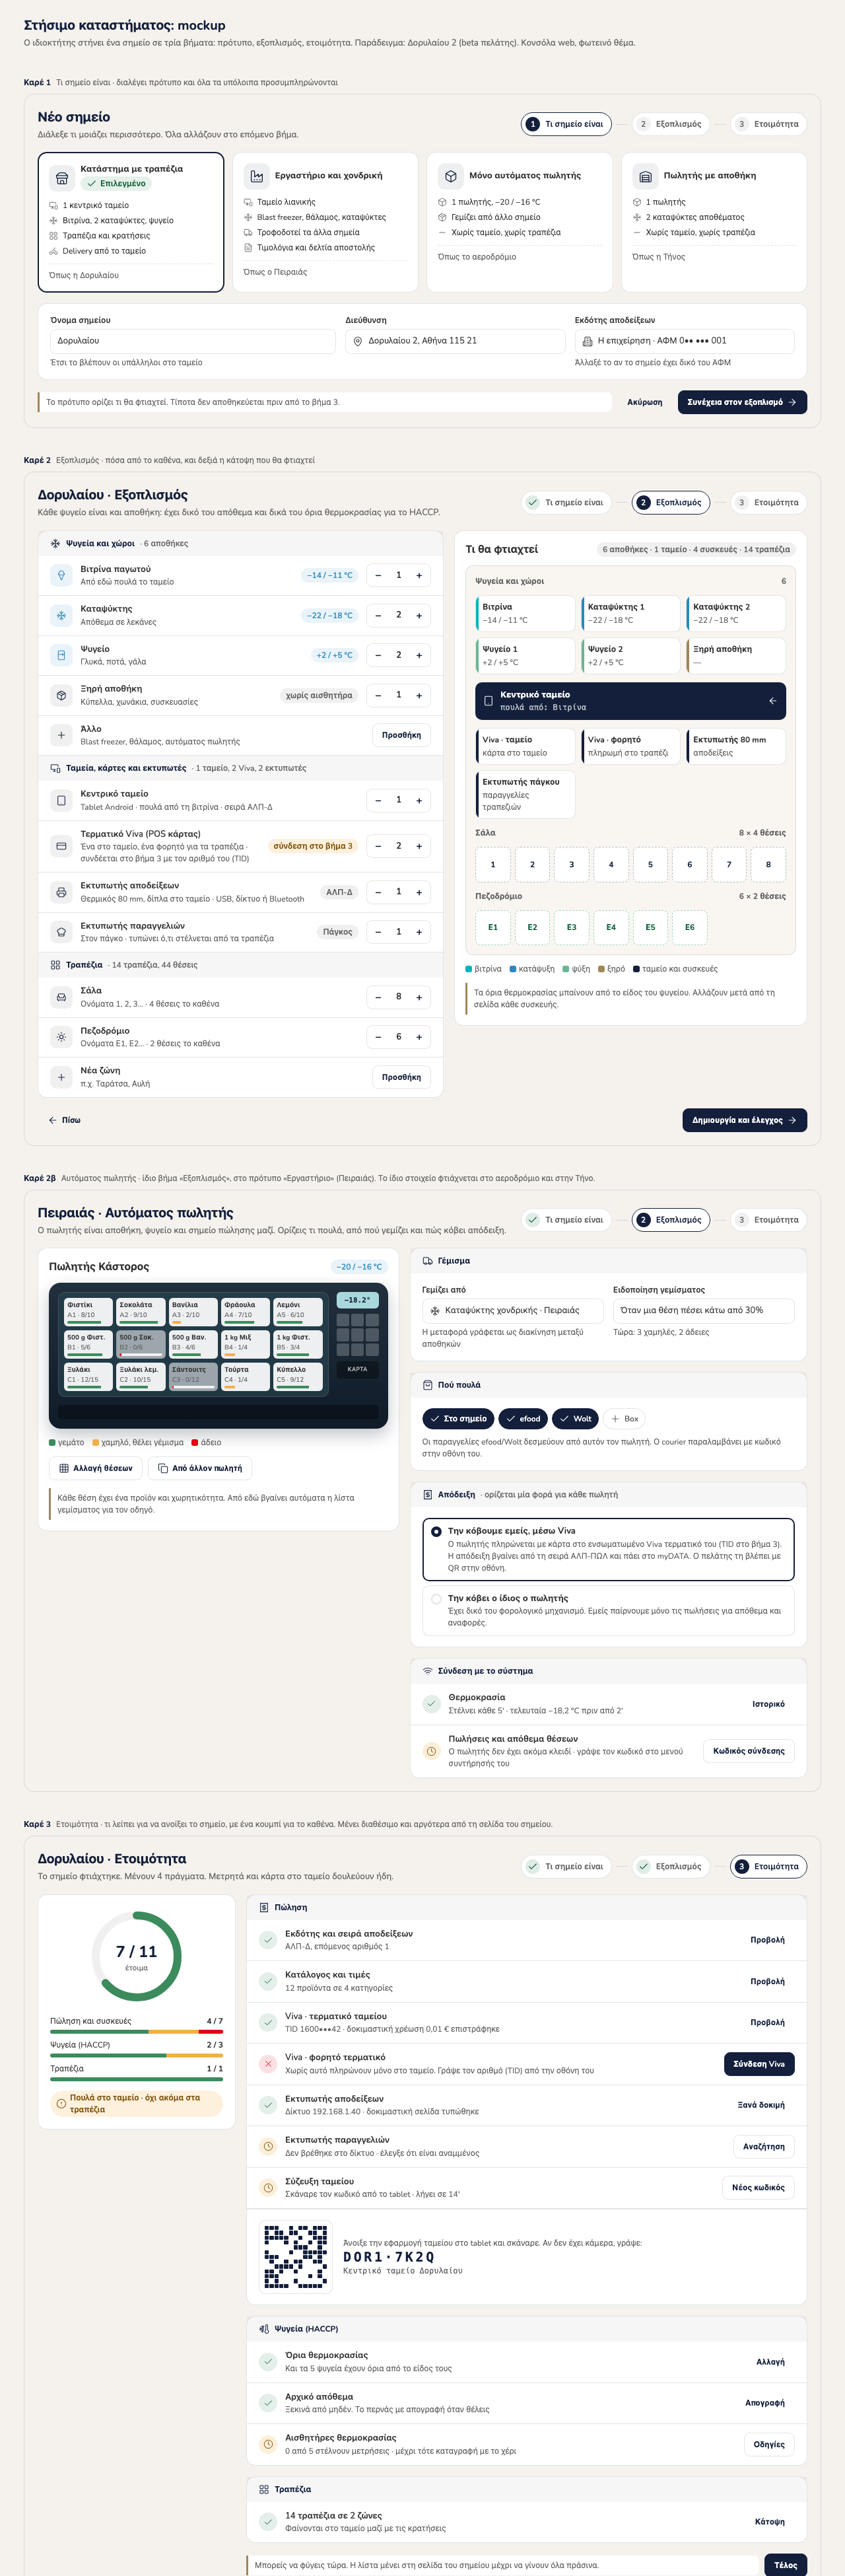 Στήσιμο καταστήματος: mockup
Ο ιδιοκτήτης στήνει ένα σημείο σε τρία βήματα: πρότυπο, εξοπλισμός, ετοιμότητα. Παράδειγμα: Δορυλαίου 2 (beta πελάτης). Κονσόλα web, φωτεινό θέμα.
Καρέ 1 Τι σημείο είναι · διαλέγει πρότυπο και όλα τα υπόλοιπα προσυμπληρώνονται
Νέο σημείο
Διάλεξε τι μοιάζει περισσότερο. Όλα αλλάζουν στο επόμενο βήμα.
1 Τι σημείο είναι
2 Εξοπλισμός
3 Ετοιμότητα
Κατάστημα με τραπέζια
Επιλεγμένο
1 κεντρικό ταμείο
Βιτρίνα, 2 καταψύκτες, ψυγείο
Τραπέζια και κρατήσεις
Delivery από το ταμείο
Όπως η Δορυλαίου
Εργαστήριο και χονδρική
Ταμείο λιανικής
Blast freezer, θάλαμος, καταψύκτες
Τροφοδοτεί τα άλλα σημεία
Τιμολόγια και δελτία αποστολής
Όπως ο Πειραιάς
Μόνο αυτόματος πωλητής
1 πωλητής, −20 / −16 °C
Γεμίζει από άλλο σημείο
Χωρίς ταμείο, χωρίς τραπέζια
Όπως το αεροδρόμιο
Πωλητής με αποθήκη
1 πωλητής
2 καταψύκτες αποθέματος
Χωρίς ταμείο, χωρίς τραπέζια
Όπως η Τήνος
Όνομα σημείου
Δορυλαίου
Έτσι το βλέπουν οι υπάλληλοι στο ταμείο
Διεύθυνση
Δορυλαίου 2, Αθήνα 115 21
Εκδότης αποδείξεων
Η επιχείρηση · ΑΦΜ 0•• ••• 001
Άλλαξέ το αν το σημείο έχει δικό του ΑΦΜ
Το πρότυπο ορίζει τι θα φτιαχτεί. Τίποτα δεν αποθηκεύεται πριν από το βήμα 3.
Ακύρωση
Συνέχεια στον εξοπλισμό
Καρέ 2 Εξοπλισμός · πόσα από το καθένα, και δεξιά η κάτοψη που θα φτιαχτεί
Δορυλαίου · Εξοπλισμός
Κάθε ψυγείο είναι και αποθήκη: έχει δικό του απόθεμα και δικά του όρια θερμοκρασίας για το HACCP.
Τι σημείο είναι
2 Εξοπλισμός
3 Ετοιμότητα
Ψυγεία και χώροι · 6 αποθήκες
Βιτρίνα παγωτού
Από εδώ πουλά το ταμείο
−14 / −11 °C
− 1 +
Καταψύκτης
Απόθεμα σε λεκάνες
−22 / −18 °C
− 2 +
Ψυγείο
Γλυκά, ποτά, γάλα
+2 / +5 °C
− 2 +
Ξηρή αποθήκη
Κύπελλα, χωνάκια, συσκευασίες
χωρίς αισθητήρα
− 1 +
Άλλο
Blast freezer, θάλαμος, αυτόματος πωλητής
Προσθήκη
Ταμεία, κάρτες και εκτυπωτές · 1 ταμείο, 2 Viva, 2 εκτυπωτές
Κεντρικό ταμείο
Tablet Android · πουλά από τη βιτρίνα · σειρά ΑΛΠ-Δ
− 1 +
Τερματικό Viva (POS κάρτας)
Ένα στο ταμείο, ένα φορητό για τα τραπέζια ·
συνδέεται στο βήμα 3 με τον αριθμό του (TID)
σύνδεση στο βήμα 3
− 2 +
Εκτυπωτής αποδείξεων
Θερμικός 80 mm, δίπλα στο ταμείο · USB, δίκτυο ή Bluetooth
ΑΛΠ-Δ
− 1 +
Εκτυπωτής παραγγελιών
Στον πάγκο · τυπώνει ό,τι στέλνεται από τα τραπέζια
Πάγκος
− 1 +
Τραπέζια · 14 τραπέζια, 44 θέσεις
Σάλα
Ονόματα 1, 2, 3… · 4 θέσεις το καθένα
− 8 +
Πεζοδρόμιο
Ονόματα Ε1, Ε2… · 2 θέσεις το καθένα
− 6 +
Νέα ζώνη
π.χ. Ταράτσα, Αυλή
Προσθήκη
Τι θα φτιαχτεί
6 αποθήκες · 1 ταμείο · 4 συσκευές · 14 τραπέζια
Ψυγεία και χώροι 6
Βιτρίνα
−14 / −11 °C
Καταψύκτης 1
−22 / −18 °C
Καταψύκτης 2
−22 / −18 °C
Ψυγείο 1
+2 / +5 °C
Ψυγείο 2
+2 / +5 °C
Ξηρή αποθήκη
—
Κεντρικό ταμείο
πουλά από: Βιτρίνα
Viva · ταμείο
κάρτα στο ταμείο
Viva · φορητό
πληρωμή στο τραπέζι
Εκτυπωτής 80 mm
αποδείξεις
Εκτυπωτής πάγκου
παραγγελίες
τραπεζιών
Σάλα 8 × 4 θέσεις
1 2 3 4 5 6 7 8
Πεζοδρόμιο 6 × 2 θέσεις
Ε1 Ε2 Ε3 Ε4 Ε5 Ε6
βιτρίνα κατάψυξη ψύξη ξηρό ταμείο και συσκευές
Τα όρια θερμοκρασίας μπαίνουν από το είδος του ψυγείου. Αλλάζουν μετά από τη
σελίδα κάθε συσκευής.
Πίσω
Δημιουργία και έλεγχος
Καρέ 2β Αυτόματος πωλητής · ίδιο βήμα «Εξοπλισμός», στο πρότυπο «Εργαστήριο» (Πειραιάς). Το ίδιο στοιχείο φτιάχνεται στο αεροδρόμιο και στην Τήνο.
Πειραιάς · Αυτόματος πωλητής
Ο πωλητής είναι αποθήκη, ψυγείο και σημείο πώλησης μαζί. Ορίζεις τι πουλά, από πού γεμίζει και πώς κόβει απόδειξη.
Τι σημείο είναι
2 Εξοπλισμός
3 Ετοιμότητα
Πωλητής Κάστορος
−20 / −16 °C
Φιστίκι
A1 · 8/10
Σοκολάτα
A2 · 9/10
Βανίλια
A3 · 2/10
Φράουλα
A4 · 7/10
Λεμόνι
A5 · 6/10
500 g Φιστ.
B1 · 5/6
500 g Σοκ.
B2 · 0/6
500 g Βαν.
B3 · 4/6
1 kg Μιξ
B4 · 1/4
1 kg Φιστ.
B5 · 3/4
Ξυλάκι
C1 · 12/15
Ξυλάκι λεμ.
C2 · 10/15
Σάντουιτς
C3 · 0/12
Τούρτα
C4 · 1/4
Κύπελλο
C5 · 9/12
−18.2°
ΚΑΡΤΑ
γεμάτο χαμηλό, θέλει γέμισμα άδειο
Αλλαγή θέσεων
Από άλλον πωλητή
Κάθε θέση έχει ένα προϊόν και χωρητικότητα. Από εδώ βγαίνει αυτόματα η λίστα
γεμίσματος για τον οδηγό.
Γέμισμα
Γεμίζει από
Καταψύκτης χονδρικής · Πειραιάς
Η μεταφορά γράφεται ως διακίνηση μεταξύ
αποθηκών
Ειδοποίηση γεμίσματος
Όταν μια θέση πέσει κάτω από 30%
Τώρα: 3 χαμηλές, 2 άδειες
Πού πουλά
Στο σημείο
efood
Wolt
Box
Οι παραγγελίες efood/Wolt δεσμεύουν από αυτόν τον πωλητή. Ο courier παραλαμβάνει με κωδικό
στην οθόνη του.
Απόδειξη · ορίζεται μία φορά για κάθε πωλητή
Την κόβουμε εμείς, μέσω Viva
Ο πωλητής πληρώνεται με κάρτα στο ενσωματωμένο Viva τερματικό του (TID στο βήμα 3).
Η απόδειξη βγαίνει από τη σειρά ΑΛΠ-ΠΩΛ και πάει στο myDATA. Ο πελάτης τη βλέπει με
QR στην οθόνη.
Την κόβει ο ίδιος ο πωλητής
Έχει δικό του φορολογικό μηχανισμό. Εμείς παίρνουμε μόνο τις πωλήσεις για απόθεμα και
αναφορές.
Σύνδεση με το σύστημα
Θερμοκρασία
Στέλνει κάθε 5' · τελευταία −18,2 °C πριν από 2'
Ιστορικό
Πωλήσεις και απόθεμα θέσεων
Ο πωλητής δεν έχει ακόμα κλειδί · γράψε τον κωδικό στο μενού
συντήρησής του
Κωδικός σύνδεσης
Καρέ 3 Ετοιμότητα · τι λείπει για να ανοίξει το σημείο, με ένα κουμπί για το καθένα. Μένει διαθέσιμο και αργότερα από τη σελίδα του σημείου.
Δορυλαίου · Ετοιμότητα
Το σημείο φτιάχτηκε. Μένουν 4 πράγματα. Μετρητά και κάρτα στο ταμείο δουλεύουν ήδη.
Τι σημείο είναι
Εξοπλισμός
3 Ετοιμότητα
7 / 11
έτοιμα
Πώληση και συσκευές 4 / 7
Ψυγεία (HACCP) 2 / 3
Τραπέζια 1 / 1
Πουλά στο ταμείο · όχι ακόμα στα
τραπέζια
Πώληση
Εκδότης και σειρά αποδείξεων
ΑΛΠ-Δ, επόμενος αριθμός 1
Προβολή
Κατάλογος και τιμές
12 προϊόντα σε 4 κατηγορίες
Προβολή
Viva · τερματικό ταμείου
TID 1600•••42 · δοκιμαστική χρέωση 0,01 € επιστράφηκε
Προβολή
Viva · φορητό τερματικό
Χωρίς αυτό πληρώνουν μόνο στο ταμείο. Γράψε τον αριθμό (TID) από την οθόνη του
Σύνδεση Viva
Εκτυπωτής αποδείξεων
Δίκτυο 192.168.1.40 · δοκιμαστική σελίδα τυπώθηκε
Ξανά δοκιμή
Εκτυπωτής παραγγελιών
Δεν βρέθηκε στο δίκτυο · έλεγξε ότι είναι αναμμένος
Αναζήτηση
Σύζευξη ταμείου
Σκάναρε τον κωδικό από το tablet · λήγει σε 14'
Νέος κωδικός
Άνοιξε την εφαρμογή ταμείου στο tablet και σκάναρε. Αν δεν έχει κάμερα, γράψε:
DOR1·7K2Q
Κεντρικό ταμείο Δορυλαίου
Ψυγεία (HACCP)
Όρια θερμοκρασίας
Και τα 5 ψυγεία έχουν όρια από το είδος τους
Αλλαγή
Αρχικό απόθεμα
Ξεκινά από μηδέν. Το περνάς με απογραφή όταν θέλεις
Απογραφή
Αισθητήρες θερμοκρασίας
0 από 5 στέλνουν μετρήσεις · μέχρι τότε καταγραφή με το χέρι
Οδηγίες
Τραπέζια
14 τραπέζια σε 2 ζώνες
Φαίνονται στο ταμείο μαζί με τις κρατήσεις
Κάτοψη
Μπορείς να φύγεις τώρα. Η λίστα μένει στη σελίδα του σημείου μέχρι να γίνουν όλα πράσινα.
Τέλος